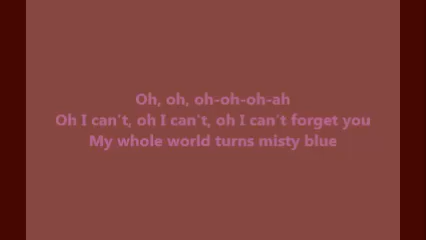 Oh, oh, oh-oh-oh-ah
Oh I can't, oh I can't, oh I can't forget you
My whole world turns misty blue